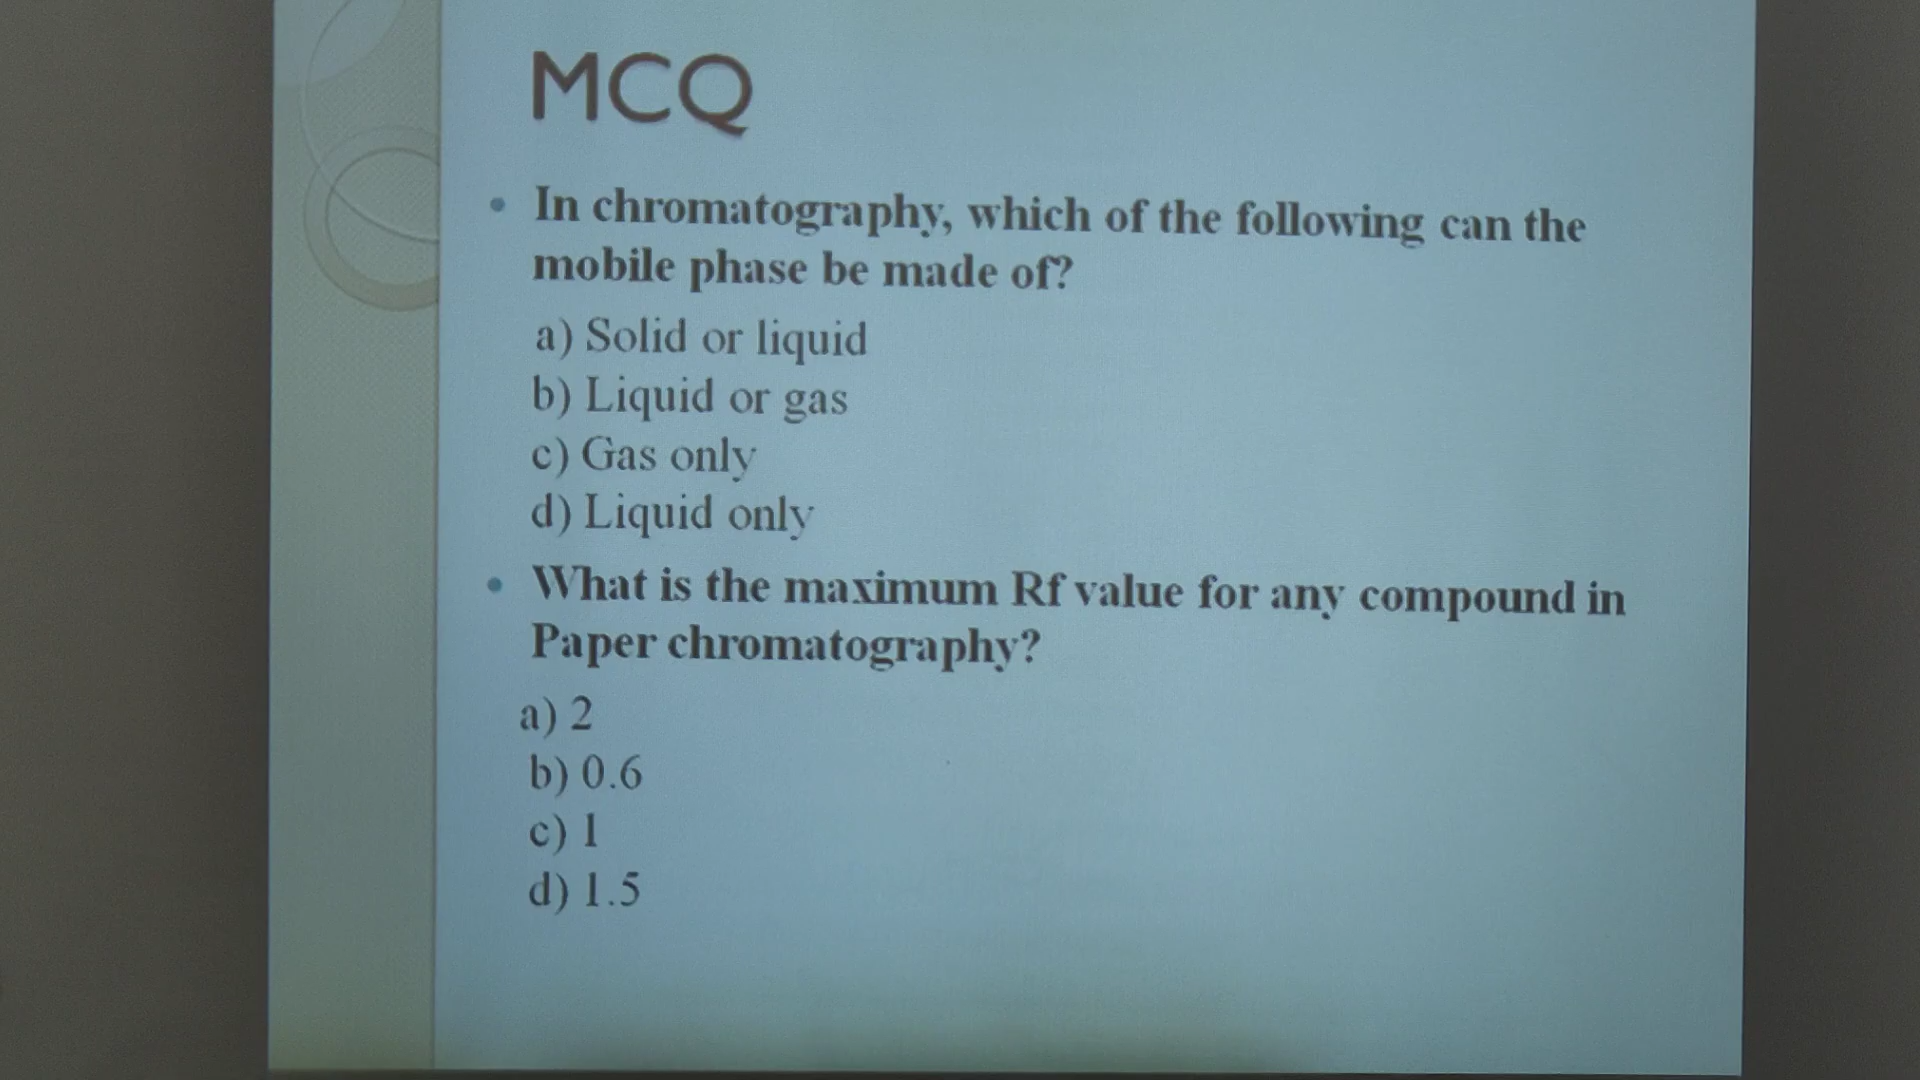 MCQ
• In chromatography, which of the following can the
mobile phase be made of?
a) Solid or liquid
b) Liquid or gas
c) Gas only
d) Liquid only
• What is the maximum Rf value for any compound in
Paper chromatography?
a) 2
b) 0.6
c) 1
d) 1.5